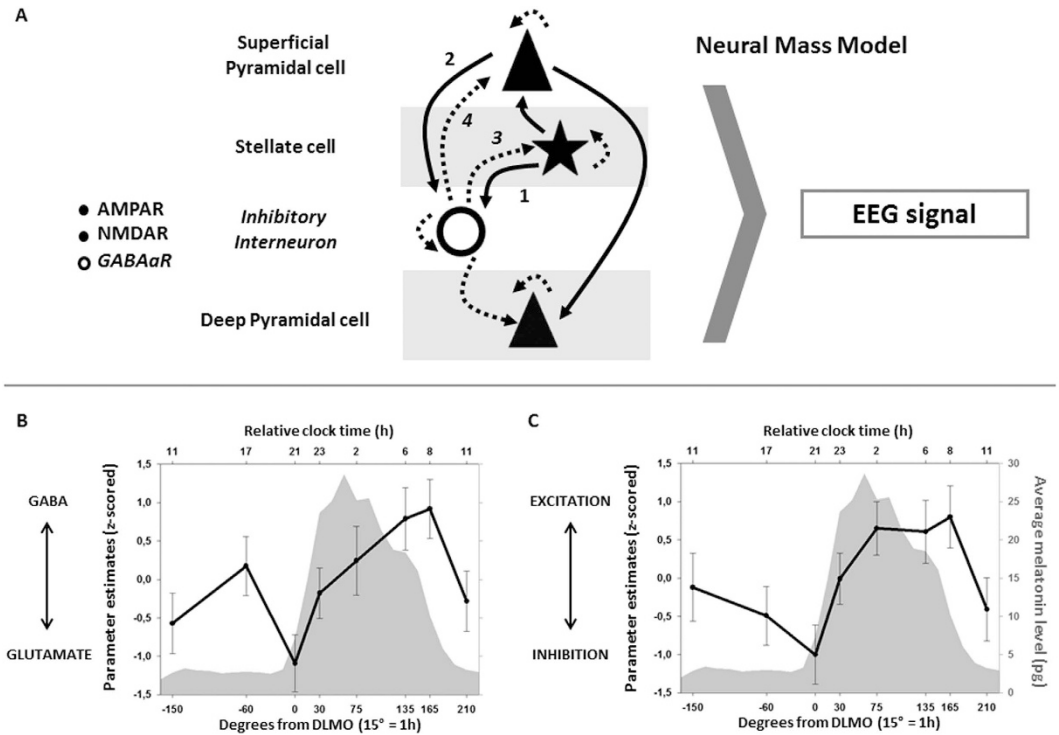 A
Superficial
Pyramidal cell
2
Neural Mass Model
4
Stellate cell
3
1
AMPAR
NMDAR
GABAaR
Inhibitory
Interneuron
EEG signal
Deep Pyramidal cell
B
Relative clock time (h)
11 17 21 23 2 6 8 11
GABA
GLUTAMATE
Parameter estimates (z-scored)
1,5
1,0
0,5
0,0
-0,5
-1,0
-1,5
-150 -60 0 30 75 135 165 210
Degrees from DLMO (15° = 1h)
C
Relative clock time (h)
11 17 21 23 2 6 8 11
EXCITATION
INHIBITION
Parameter estimates (z-scored)
1,5
1,0
0,5
0,0
-0,5
-1,0
-1,5
30
25
20
15
10
5
0
Average melatonin level (pg)
-150 -60 0 30 75 135 165 210
Degrees from DLMO (15° = 1h)